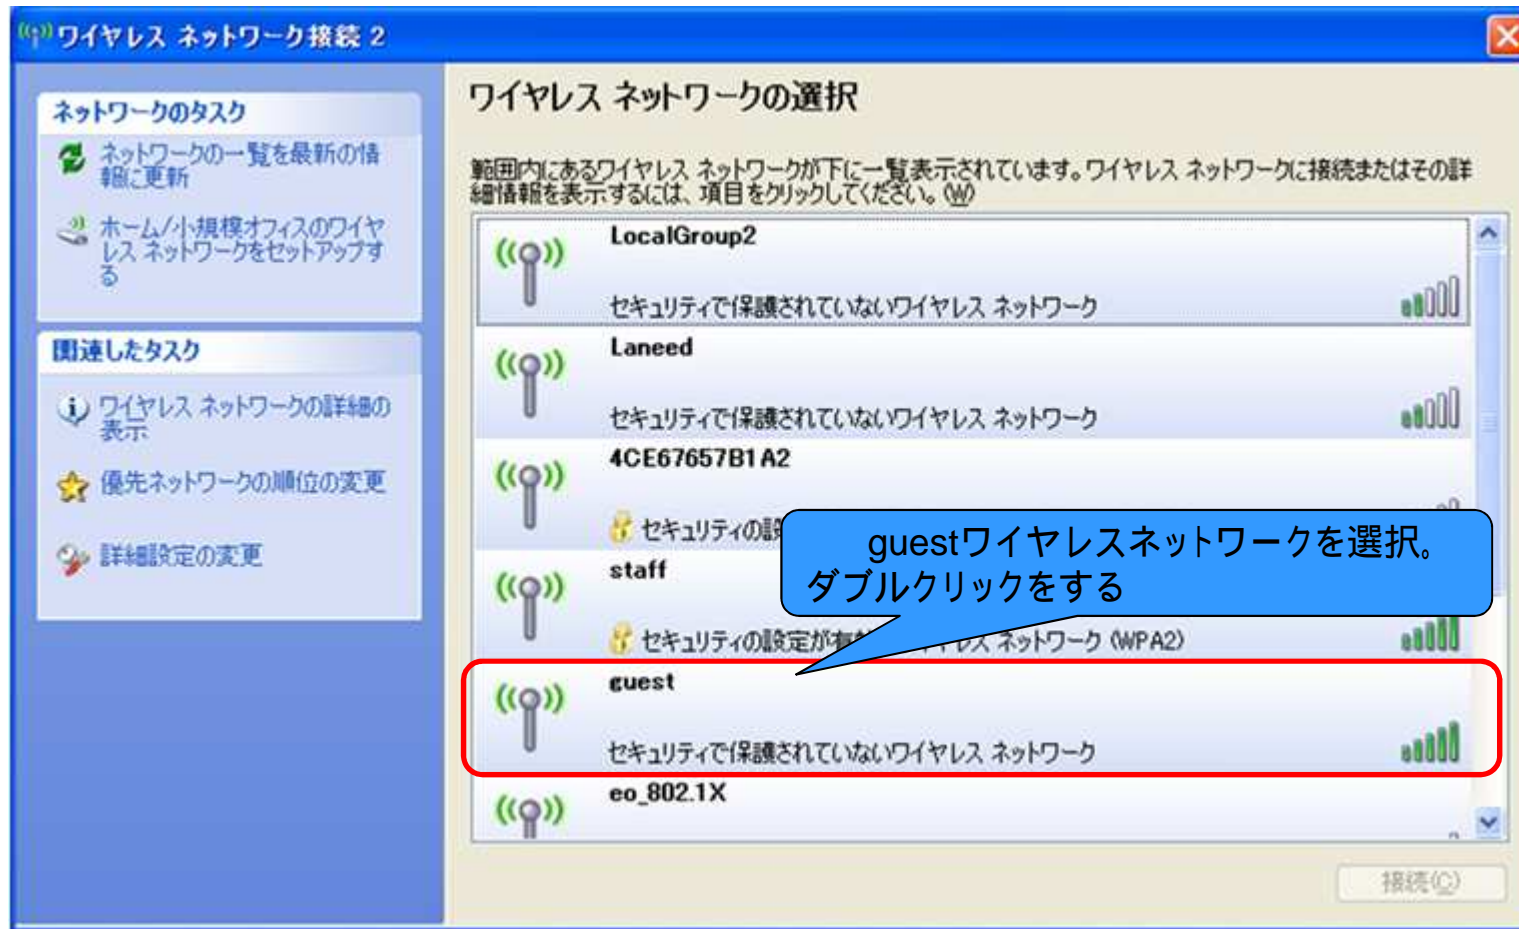 ワイヤレス ネットワーク接続 2
ネットワークのタスク
ネットワークの一覧を最新の情
報に更新
ホーム/小規模オフィスのワイヤ
レス ネットワークをセットアップす
る
関連したタスク
ワイヤレス ネットワークの詳細の
表示
優先ネットワークの順位の変更
詳細設定の変更
ワイヤレス ネットワークの選択
範囲内にあるワイヤレス ネットワークが下に一覧表示されています。ワイヤレス ネットワークに接続またはその詳
細情報を表示するには、項目をクリックしてください。(W)
LocalGroup2
セキュリティで保護されていないワイヤレス ネットワーク
Laneed
セキュリティで保護されていないワイヤレス ネットワーク
4CE67657B1A2
セキュリティの設
guestワイヤレスネットワークを選択。
ダブルクリックをする
staff
セキュリティの設定が有 イヤレス ネットワーク (WPA2)
guest
セキュリティで保護されていないワイヤレス ネットワーク
eo_802.1X
接続(C)